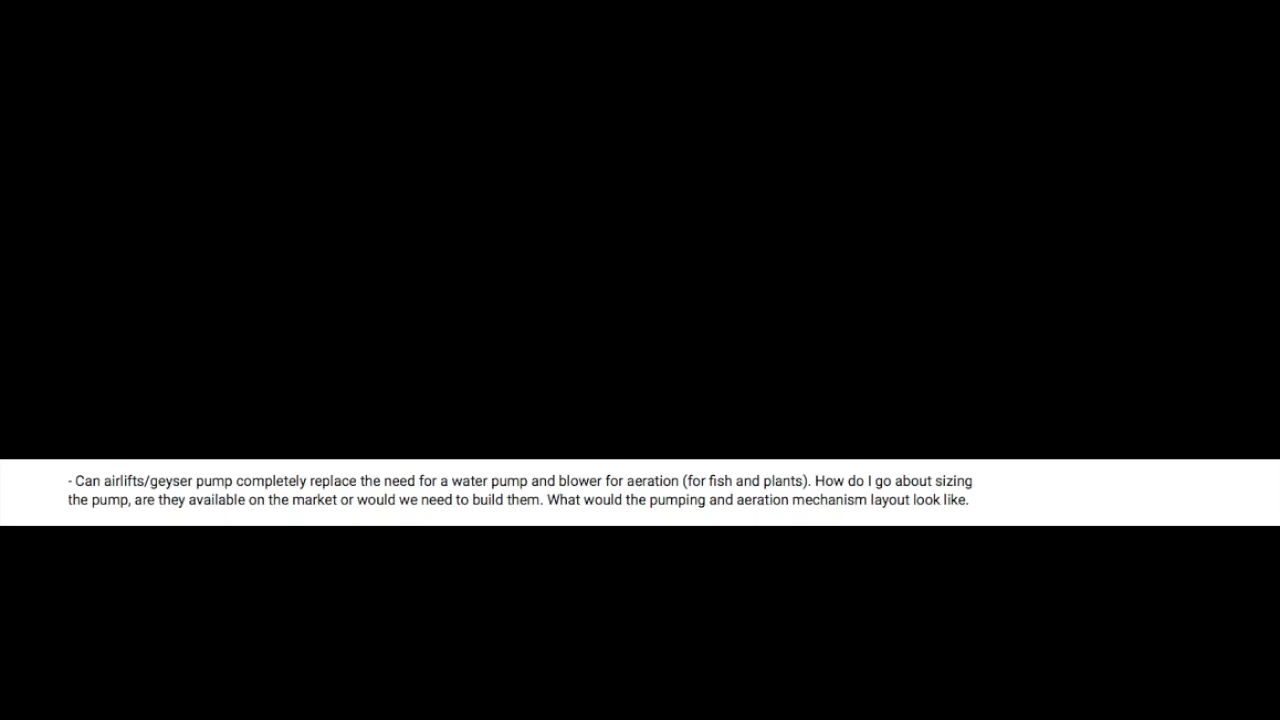 - Can airlifts/geyser pump completely replace the need for a water pump and blower for aeration (for fish and plants). How do I go about sizing
the pump, are they available on the market or would we need to build them. What would the pumping and aeration mechanism layout look like.